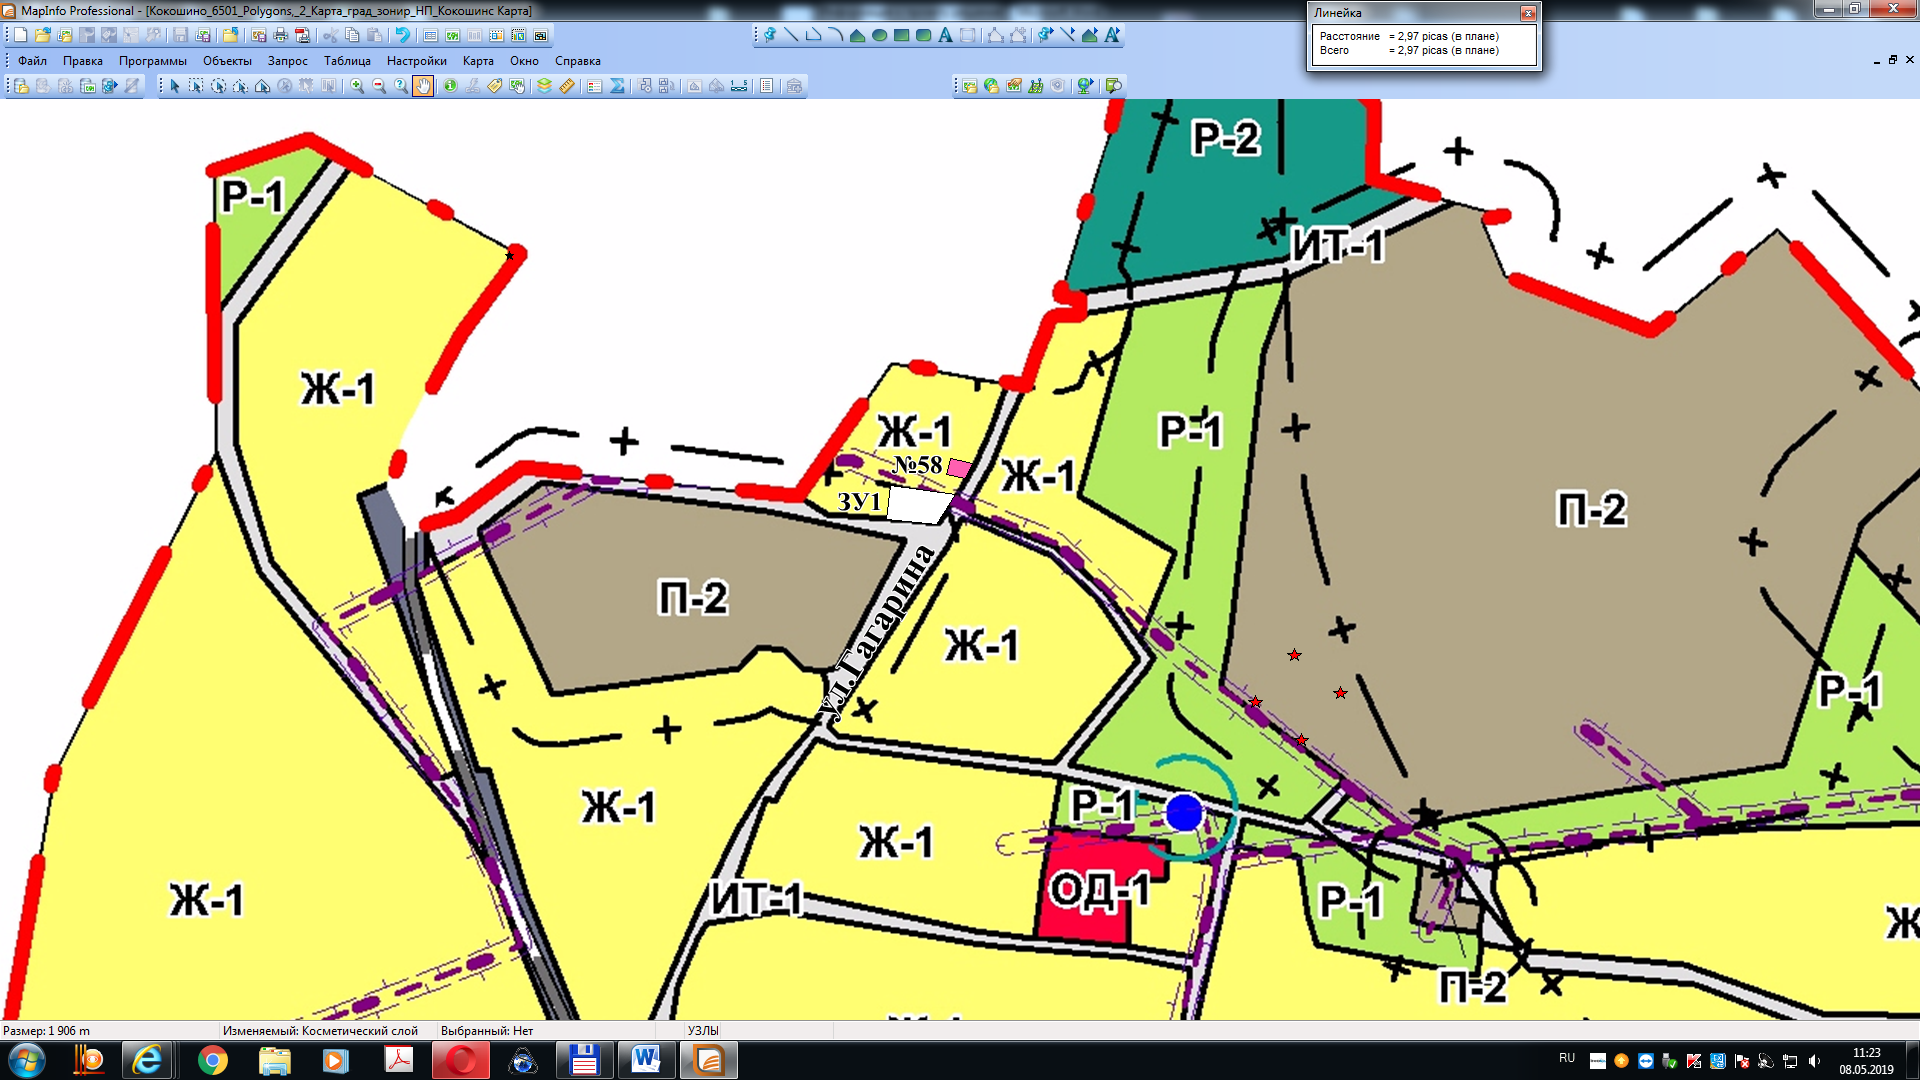 MapInfo Professional - [Кокошино_6501_Polygons,_2_Карта_град_зонир_НП_Кокошинс Карта]
Линейка
Расстояние = 2,97 picas (в плане)
Всего = 2,97 picas (в плане)
Файл Правка Программы Объекты Запрос Таблица Настройки Карта Окно Справка
Р-2
Р-1
ИТ-1
Ж-1
Ж-1
Р-1
№58
Ж-1
ЗУ1
П-2
П-2
ул.Гагарина
Ж-1
Р-1
Ж-1
Р-1
Ж-1
ОД-1
Ж-1
ИТ-1
Р-1
Ж
П-2
Размер: 1 906 m
Изменяемый: Косметический слой
Выбранный: Нет
УЗЛЫ
RU
11:23
08.05.2019